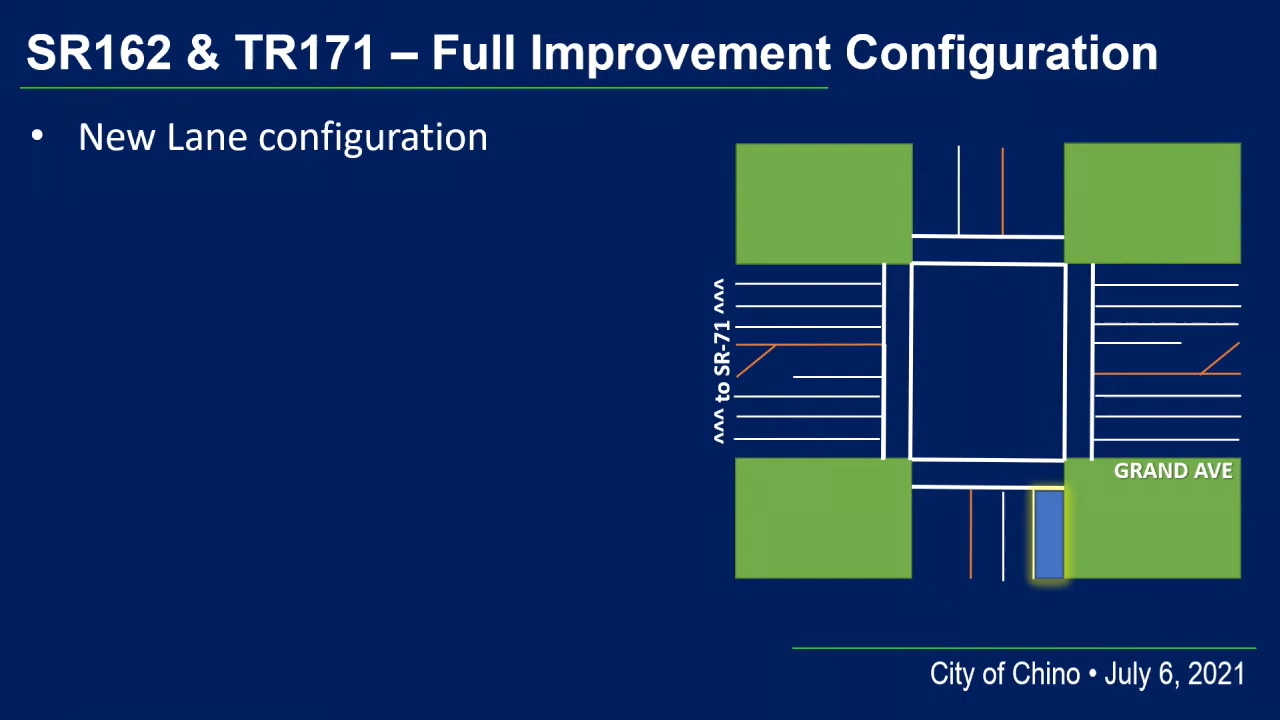 SR162 & TR171 – Full Improvement Configuration
• New Lane configuration
^^^ to SR-71 ^^^
GRAND AVE
City of Chino • July 6, 2021